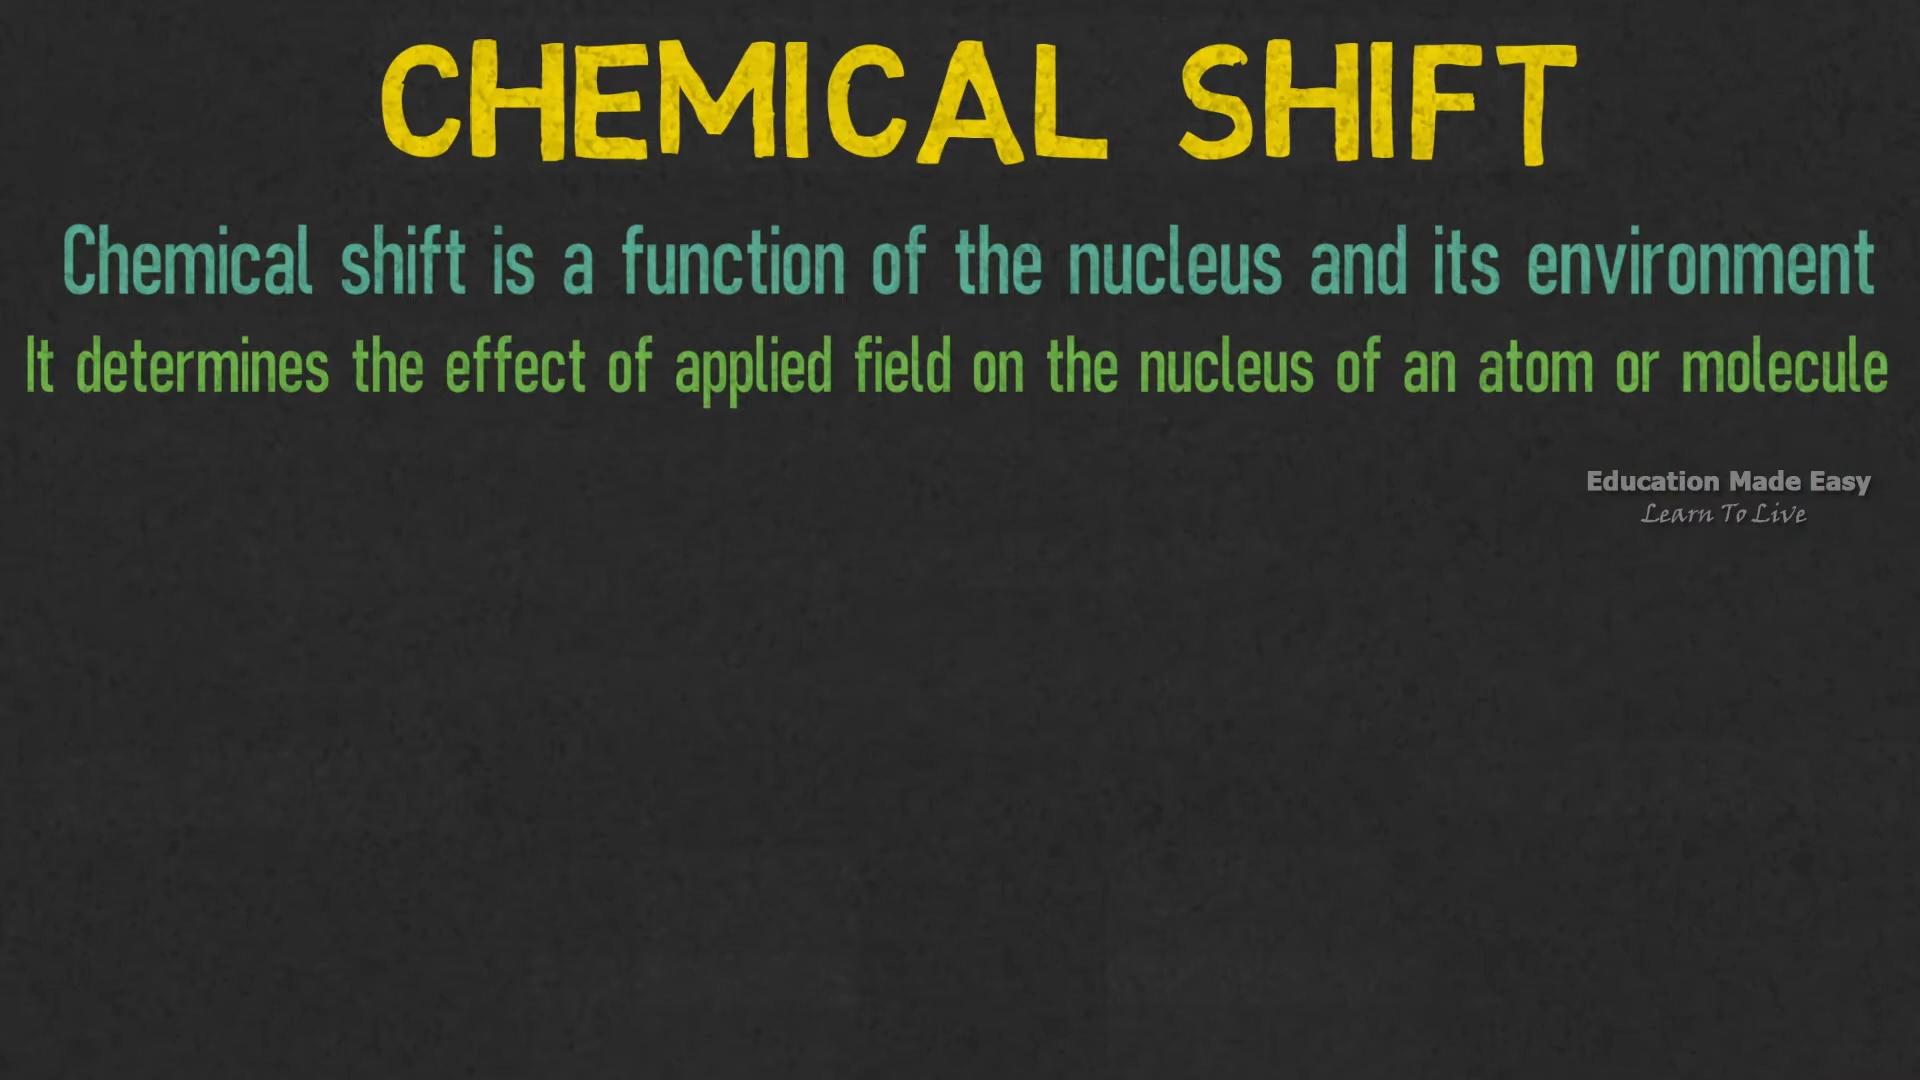 CHEMICAL SHIFT
Chemical shift is a function of the nucleus and its environment
It determines the effect of applied field on the nucleus of an atom or molecule
Education Made Easy
Learn To Live